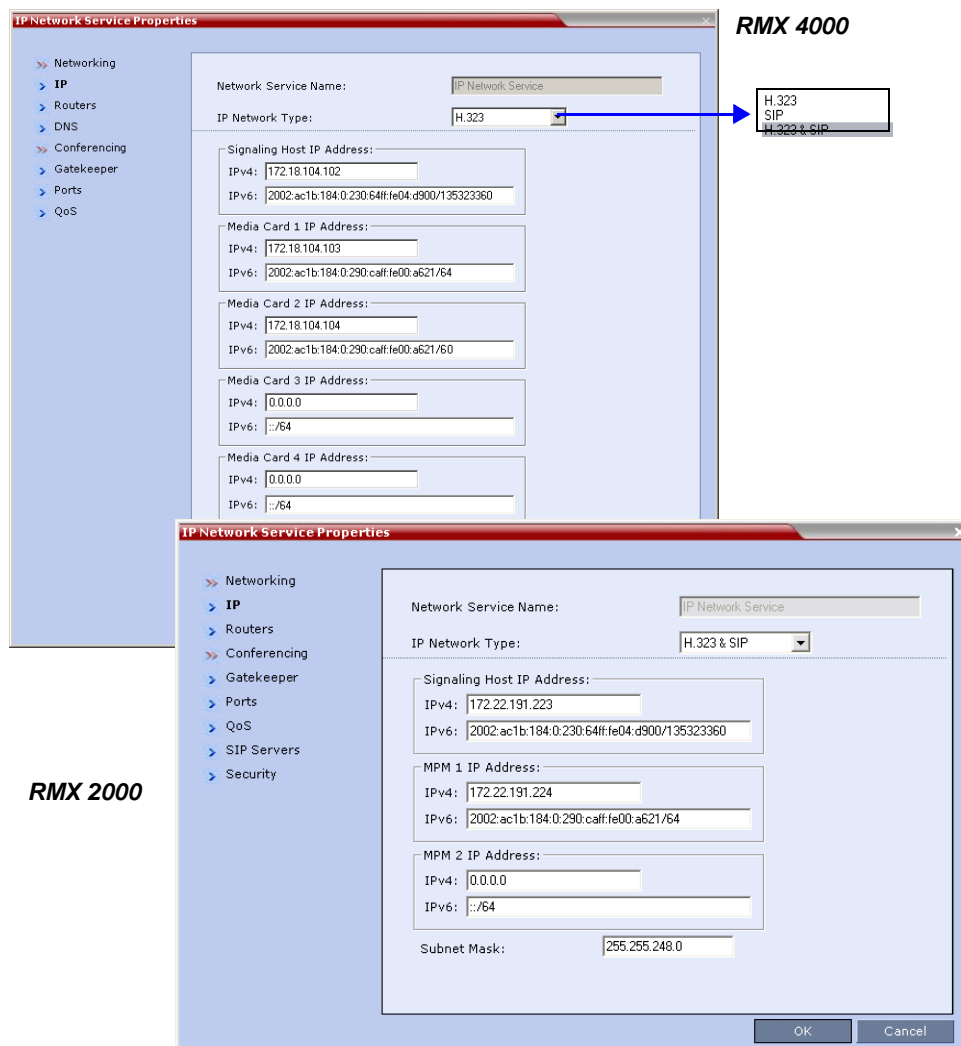 IP Network Service Properties
RMX 4000
Networking
IP
Routers
DNS
Conferencing
Gatekeeper
Ports
QoS
Network Service Name: IP Network Service
IP Network Type: H.323
H.323
SIP
H.323 & SIP
Signaling Host IP Address:
IPv4: 172.18.104.102
IPv6: 2002:ac1b:184:0:230:64ff:fe04:d900/135323360
Media Card 1 IP Address:
IPv4: 172.18.104.103
IPv6: 2002:ac1b:184:0:290:caff:fe00:a621/64
Media Card 2 IP Address:
IPv4: 172.18.104.104
IPv6: 2002:ac1b:184:0:290:caff:fe00:a621/60
Media Card 3 IP Address:
IPv4: 0.0.0.0
IPv6: ::/64
Media Card 4 IP Address:
IPv4: 0.0.0.0
IPv6: ::/64
IP Network Service Properties
Networking
IP
Routers
Conferencing
Gatekeeper
Ports
QoS
SIP Servers
Security
RMX 2000
Network Service Name: IP Network Service
IP Network Type: H.323 & SIP
Signaling Host IP Address:
IPv4: 172.22.191.223
IPv6: 2002:ac1b:184:0:230:64ff:fe04:d900/135323360
MPM 1 IP Address:
IPv4: 172.22.191.224
IPv6: 2002:ac1b:184:0:290:caff:fe00:a621/64
MPM 2 IP Address:
IPv4: 0.0.0.0
IPv6: ::/64
Subnet Mask: 255.255.248.0
OK Cancel